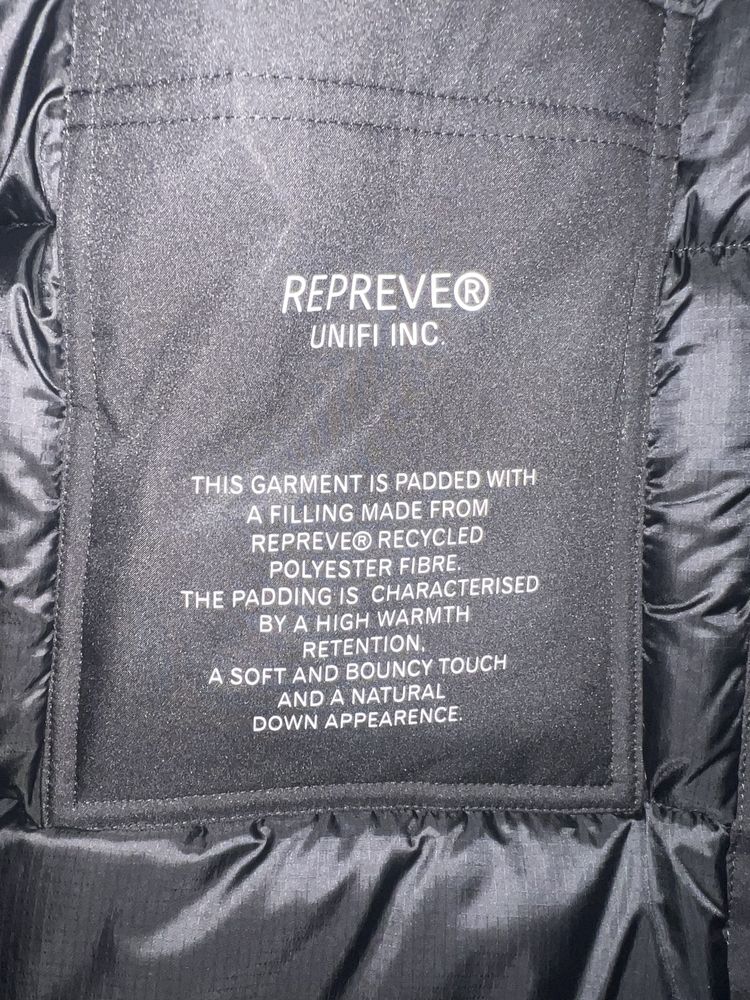 REPREVE®
UNIFI INC.
THIS GARMENT IS PADDED WITH
A FILLING MADE FROM
REPREVE® RECYCLED
POLYESTER FIBRE.
THE PADDING IS CHARACTERISED
BY A HIGH WARMTH
RETENTION,
A SOFT AND BOUNCY TOUCH
AND A NATURAL
DOWN APPEARENCE.